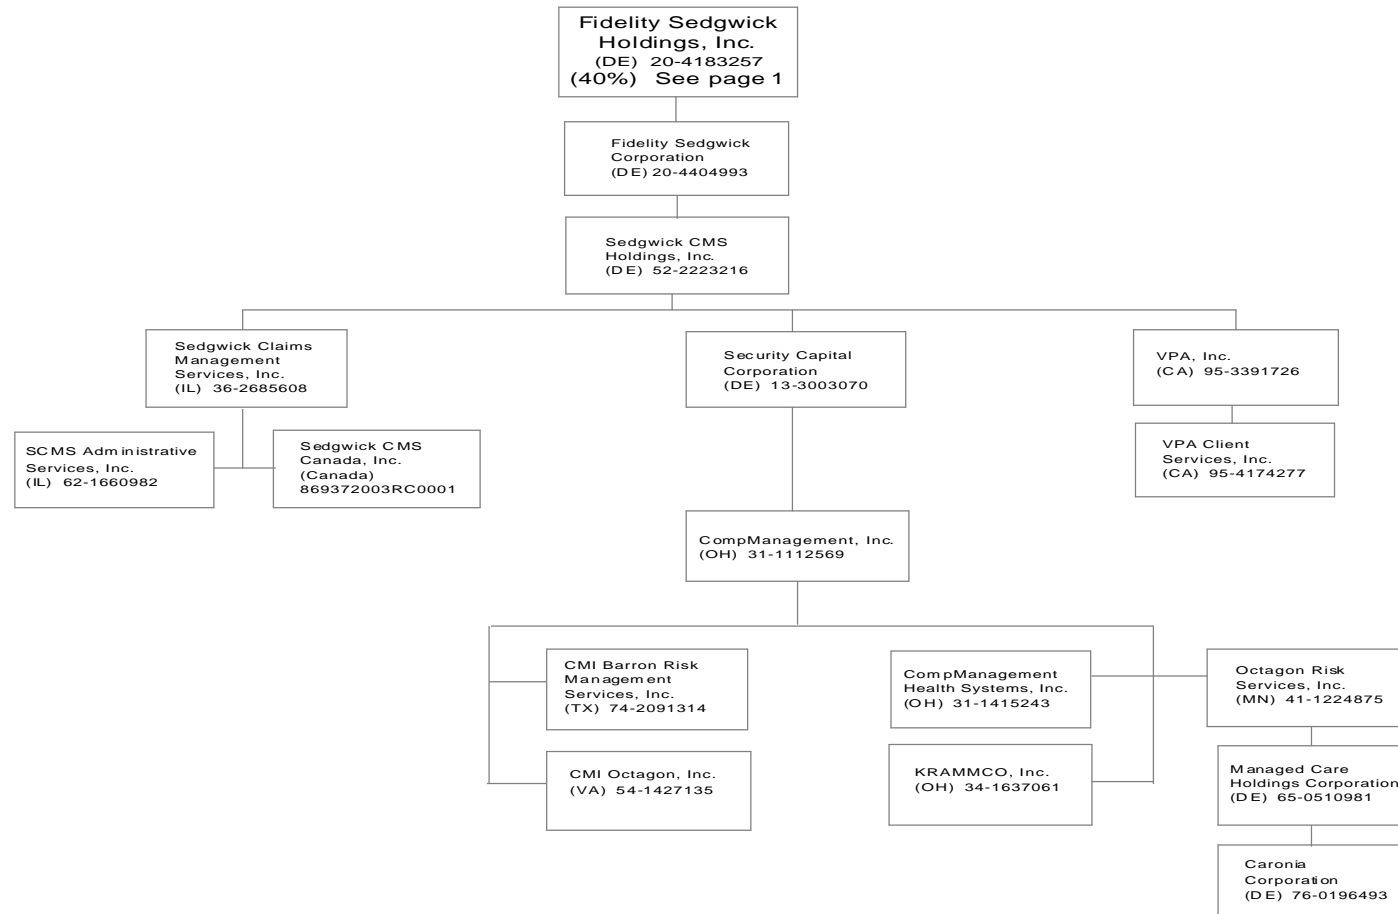 Fidelity Sedgwick
Holdings, Inc.
(DE) 20-4183257
(40%) See page 1
Fidelity Sedgwick
Corporation
(DE) 20-4404993
Sedgwick CMS
Holdings, Inc.
(DE) 52-2223216
Sedgwick Claims
Management
Services, Inc.
(IL) 36-2685608
Security Capital
Corporation
(DE) 13-3003070
VPA, Inc.
(CA) 95-3391726
SCMS Administrative
Services, Inc.
(IL) 62-1660982
Sedgwick CMS
Canada, Inc.
(Canada)
869372003RC0001
VPA Client
Services, Inc.
(CA) 95-4174277
CompManagement, Inc.
(OH) 31-1112569
CMI Barron Risk
Management
Services, Inc.
(TX) 74-2091314
CompManagement
Health Systems, Inc.
(OH) 31-1415243
Octagon Risk
Services, Inc.
(MN) 41-1224875
CMI Octagon, Inc.
(VA) 54-1427135
KRAMMCO, Inc.
(OH) 34-1637061
Managed Care
Holdings Corporation
(DE) 65-0510981
Caronia
Corporation
(DE) 76-0196493